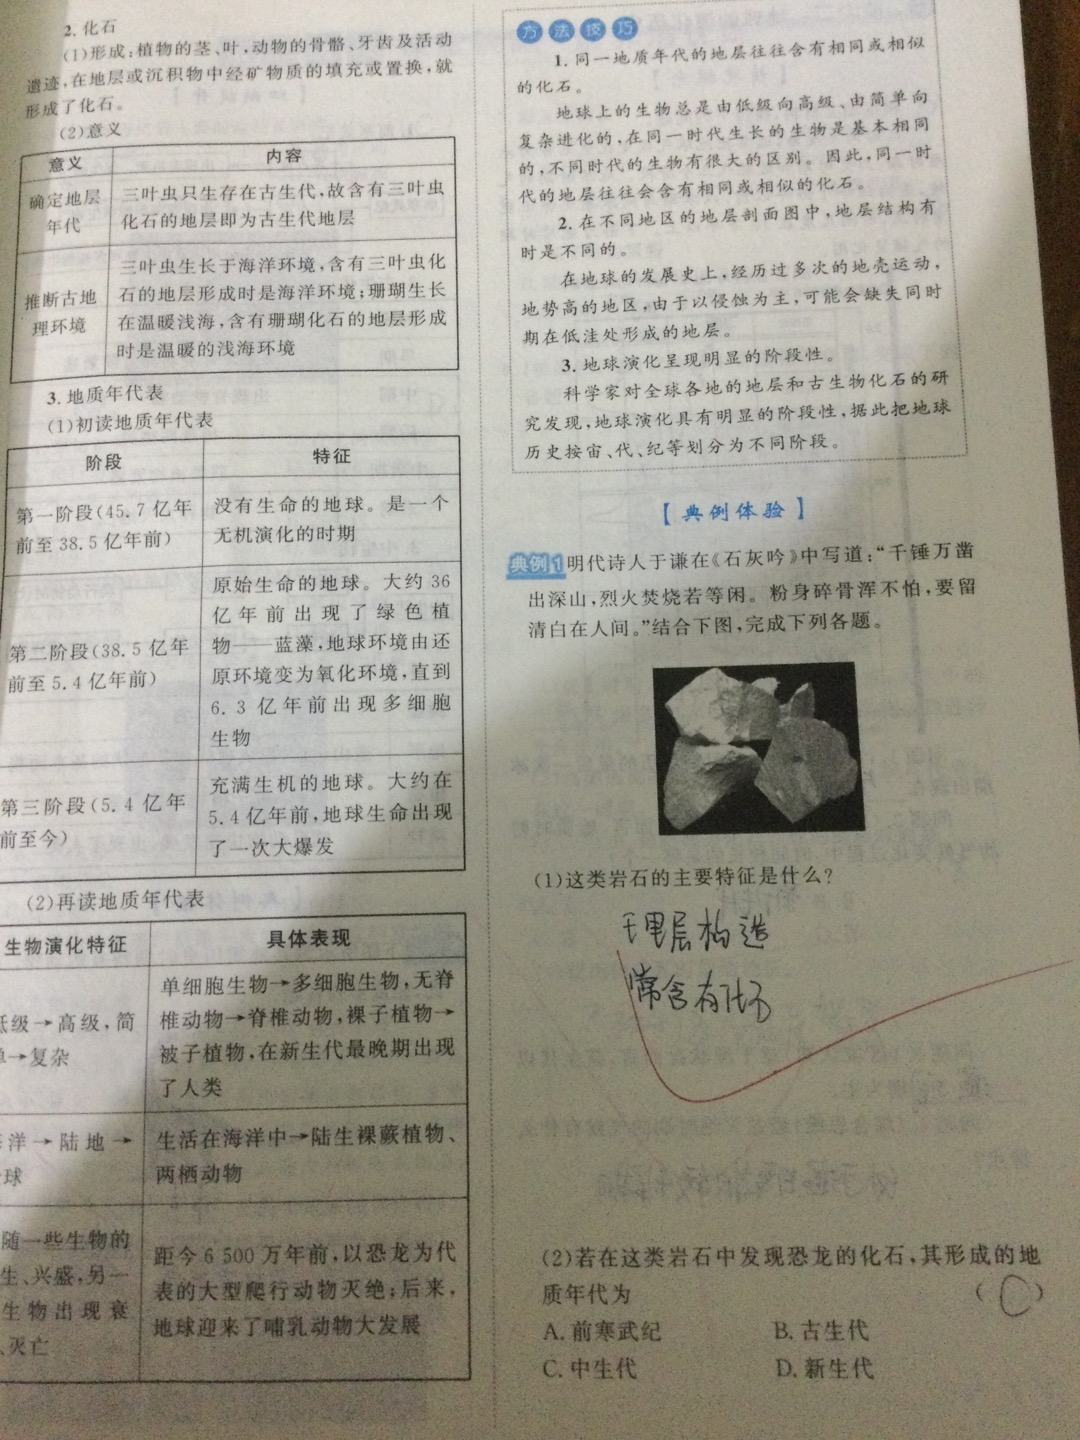 2. 化石
(1)形成:植物的茎、叶,动物的骨骼、牙齿及活动
遗迹,在地层或沉积物中经矿物质的填充或置换,就
形成了化石。
(2)意义
意义 内容
确定地层
年代
三叶虫只生存在古生代,故含有三叶虫
化石的地层即为古生代地层
推断古地
理环境
三叶虫生长于海洋环境,含有三叶虫化
石的地层形成时是海洋环境;珊瑚生长
在温暖浅海,含有珊瑚化石的地层形成
时是温暖的浅海环境
3. 地质年代表
(1)初读地质年代表
阶段 特征
第一阶段(45.7 亿年
前至 38.5 亿年前)
没有生命的地球。是一个
无机演化的时期
第二阶段(38.5 亿年
前至 5.4 亿年前)
原始生命的地球。大约 36
亿年前出现了绿色植
物——蓝藻,地球环境由还
原环境变为氧化环境,直到
6.3 亿年前出现多细胞
生物
第三阶段(5.4 亿年
前至今)
充满生机的地球。大约在
5.4 亿年前,地球生命出现
了一次大爆发
(2)再读地质年代表
生物演化特征 具体表现
低级→高级,简
单→复杂
单细胞生物→多细胞生物,无脊
椎动物→脊椎动物,裸子植物→
被子植物,在新生代最晚期出现
了人类
海洋→陆地→
球
生活在海洋中→陆生裸蕨植物、
两栖动物
随一些生物的
生、兴盛,另一
生物出现衰
、灭亡
距今 6 500 万年前,以恐龙为代
表的大型爬行动物灭绝;后来,
地球迎来了哺乳动物大发展
方法技巧
1. 同一地质年代的地层往往含有相同或相似
的化石。
地球上的生物总是由低级向高级、由简单向
复杂进化的,在同一时代生长的生物是基本相同
的,不同时代的生物有很大的区别。因此,同一时
代的地层往往会含有相同或相似的化石。
2. 在不同地区的地层剖面图中,地层结构有
时是不同的。
在地球的发展史上,经历过多次的地壳运动,
地势高的地区,由于以侵蚀为主,可能会缺失同时
期在低洼处形成的地层。
3. 地球演化呈现明显的阶段性。
科学家对全球各地的地层和古生物化石的研
究发现,地球演化具有明显的阶段性,据此把地球
历史按宙、代、纪等划分为不同阶段。
【典例体验】
典例1 明代诗人于谦在《石灰吟》中写道:“千锤万凿
出深山,烈火焚烧若等闲。粉身碎骨浑不怕,要留
清白在人间。”结合下图,完成下列各题。
(1)这类岩石的主要特征是什么?
层构造
常含有化石
(2)若在这类岩石中发现恐龙的化石,其形成的地
质年代为 ( C )
A. 前寒武纪 B. 古生代
C. 中生代 D. 新生代